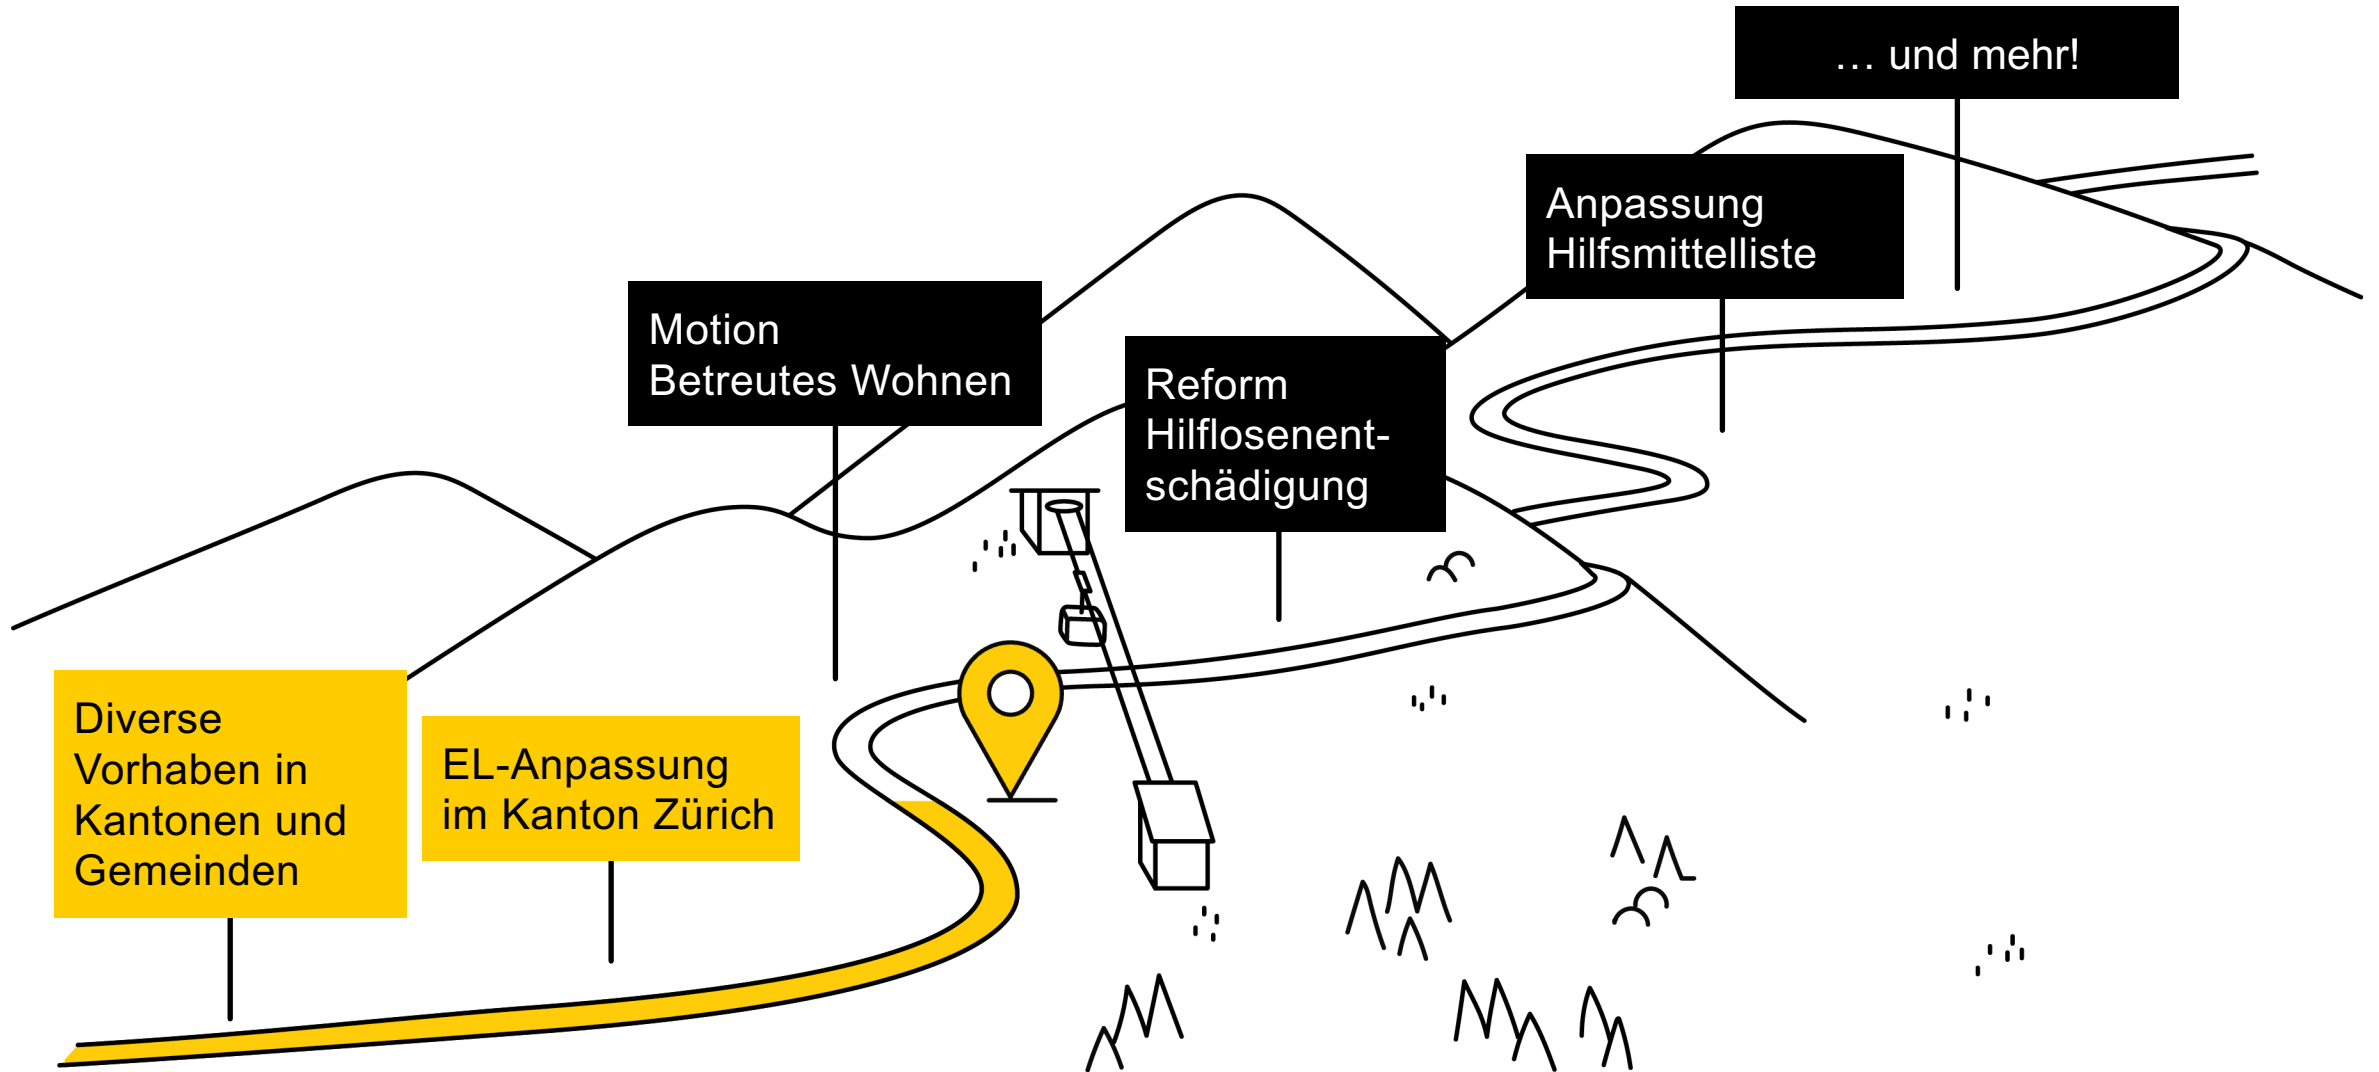 Diverse
Vorhaben in
Kantonen und
Gemeinden
EL-Anpassung
im Kanton Zürich
Motion
Betreutes Wohnen
Reform
Hilflosenent-
schädigung
Anpassung
Hilfsmittelliste
… und mehr!